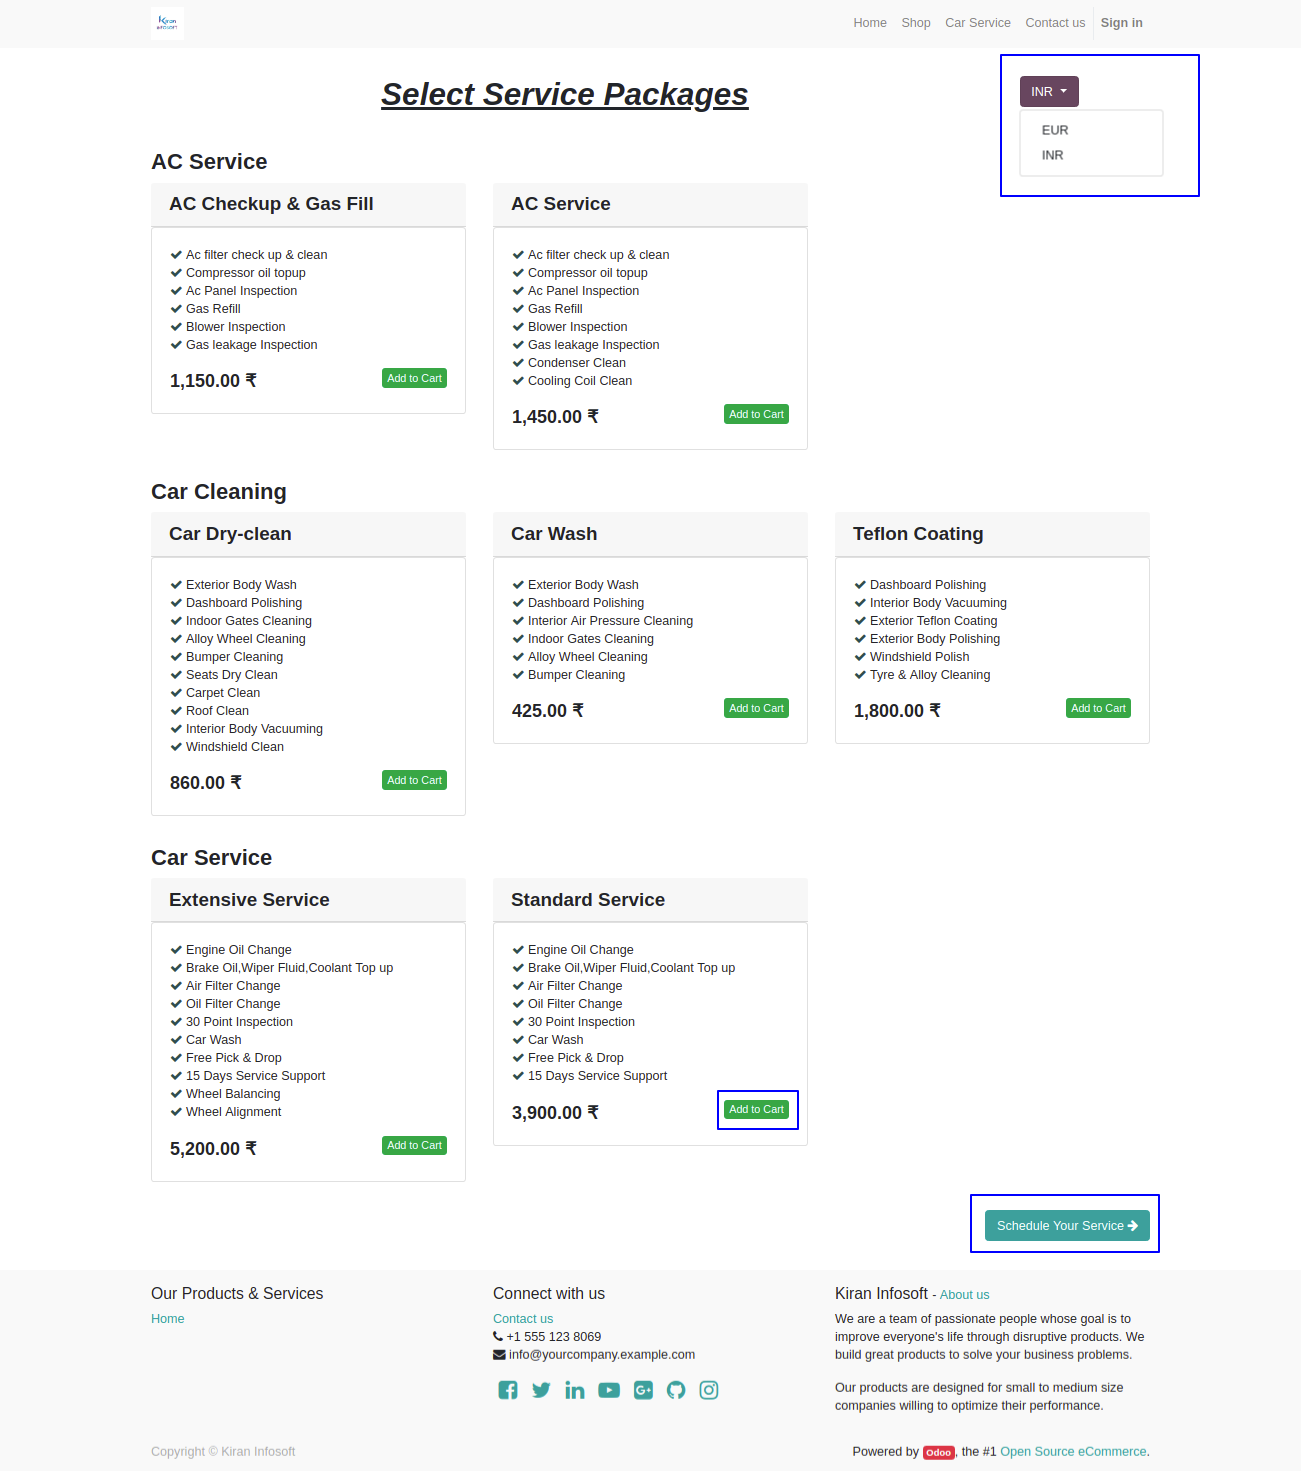 Kiran
INFOSOFT
Home Shop Car Service Contact us Sign in
Select Service Packages
INR
EUR
INR
AC Service
AC Checkup & Gas Fill
Ac filter check up & clean
Compressor oil topup
Ac Panel Inspection
Gas Refill
Blower Inspection
Gas leakage Inspection
1,150.00 ₹
Add to Cart
AC Service
Ac filter check up & clean
Compressor oil topup
Ac Panel Inspection
Gas Refill
Blower Inspection
Gas leakage Inspection
Condenser Clean
Cooling Coil Clean
1,450.00 ₹
Add to Cart
Car Cleaning
Car Dry-clean
Exterior Body Wash
Dashboard Polishing
Indoor Gates Cleaning
Alloy Wheel Cleaning
Bumper Cleaning
Seats Dry Clean
Carpet Clean
Roof Clean
Interior Body Vacuuming
Windshield Clean
860.00 ₹
Add to Cart
Car Wash
Exterior Body Wash
Dashboard Polishing
Interior Air Pressure Cleaning
Indoor Gates Cleaning
Alloy Wheel Cleaning
Bumper Cleaning
425.00 ₹
Add to Cart
Teflon Coating
Dashboard Polishing
Interior Body Vacuuming
Exterior Teflon Coating
Exterior Body Polishing
Windshield Polish
Tyre & Alloy Cleaning
1,800.00 ₹
Add to Cart
Car Service
Extensive Service
Engine Oil Change
Brake Oil,Wiper Fluid,Coolant Top up
Air Filter Change
Oil Filter Change
30 Point Inspection
Car Wash
Free Pick & Drop
15 Days Service Support
Wheel Balancing
Wheel Alignment
5,200.00 ₹
Add to Cart
Standard Service
Engine Oil Change
Brake Oil,Wiper Fluid,Coolant Top up
Air Filter Change
Oil Filter Change
30 Point Inspection
Car Wash
Free Pick & Drop
15 Days Service Support
3,900.00 ₹
Add to Cart
Schedule Your Service
Our Products & Services
Home
Connect with us
Contact us
+1 555 123 8069
info@yourcompany.example.com
Kiran Infosoft - About us
We are a team of passionate people whose goal is to
improve everyone's life through disruptive products. We
build great products to solve your business problems.
Our products are designed for small to medium size
companies willing to optimize their performance.
Copyright © Kiran Infosoft
Powered by Odoo, the #1 Open Source eCommerce.